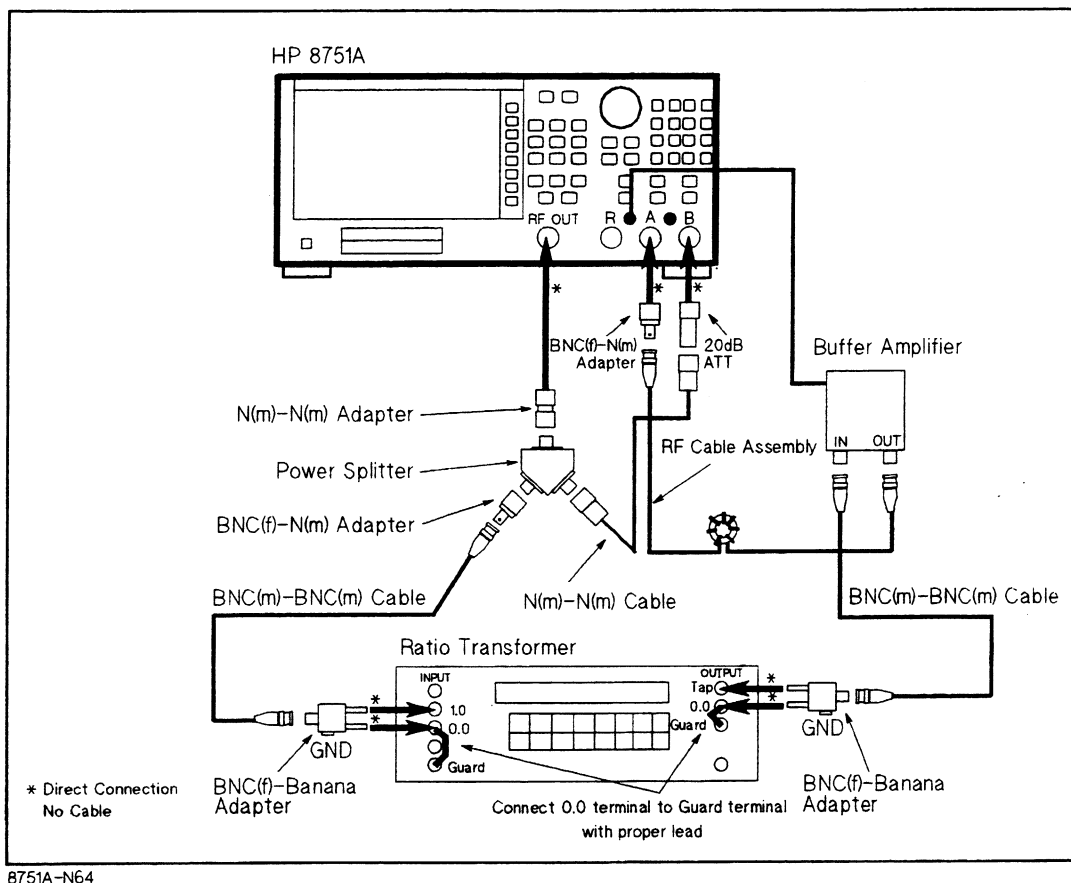 HP 8751A
RF OUT
R
A
B
*
*
*
BNC(f)-N(m)
Adapter
20dB
ATT
Buffer Amplifier
N(m)-N(m) Adapter
IN
OUT
RF Cable Assembly
Power Splitter
BNC(f)-N(m) Adapter
BNC(m)-BNC(m) Cable
N(m)-N(m) Cable
BNC(m)-BNC(m) Cable
Ratio Transformer
INPUT
OUTPUT
Tap
*
*
1.0
0.0
*
*
0.0
Guard
GND
GND
Guard
* Direct Connection
No Cable
BNC(f)-Banana
Adapter
Connect 0.0 terminal to Guard terminal
with proper lead
BNC(f)-Banana
Adapter
8751A-N64